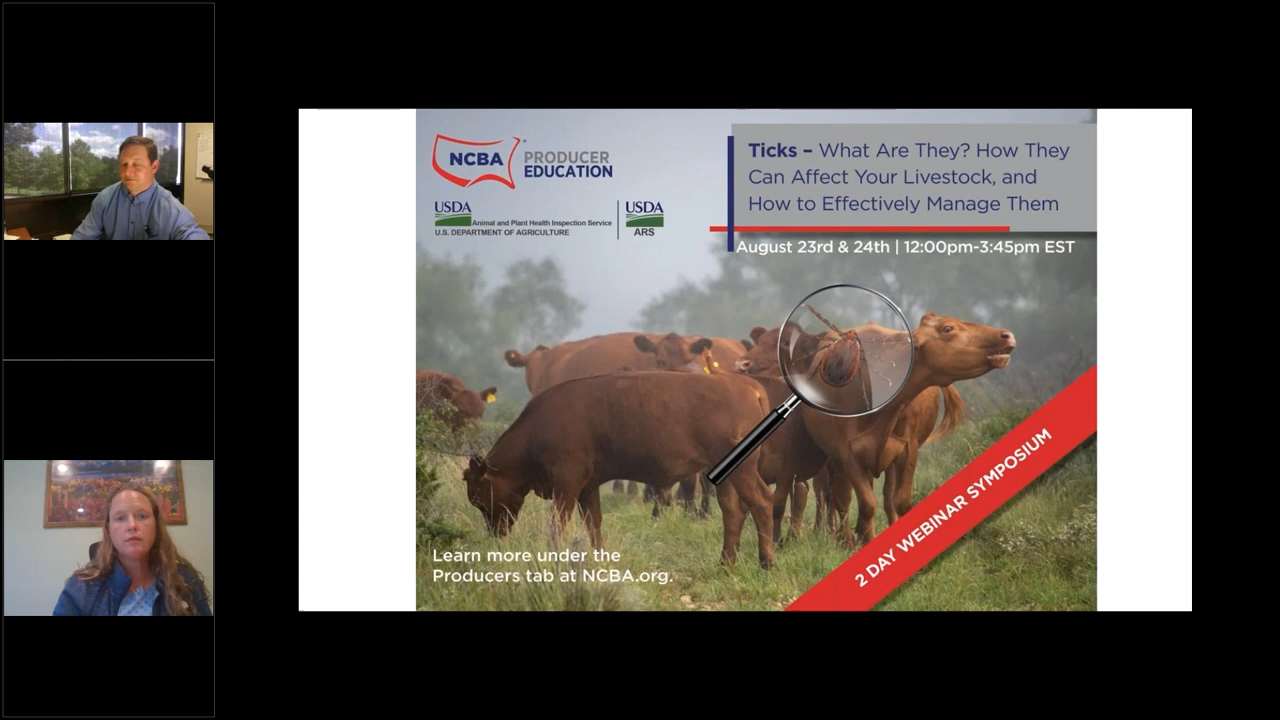 NCBA
PRODUCER
EDUCATION
USDA
Animal and Plant Health Inspection Service
U.S. DEPARTMENT OF AGRICULTURE
USDA
ARS
Ticks – What Are They? How They
Can Affect Your Livestock, and
How to Effectively Manage Them
August 23rd & 24th | 12:00pm-3:45pm EST
Learn more under the
Producers tab at NCBA.org.
2 DAY WEBINAR SYMPOSIUM